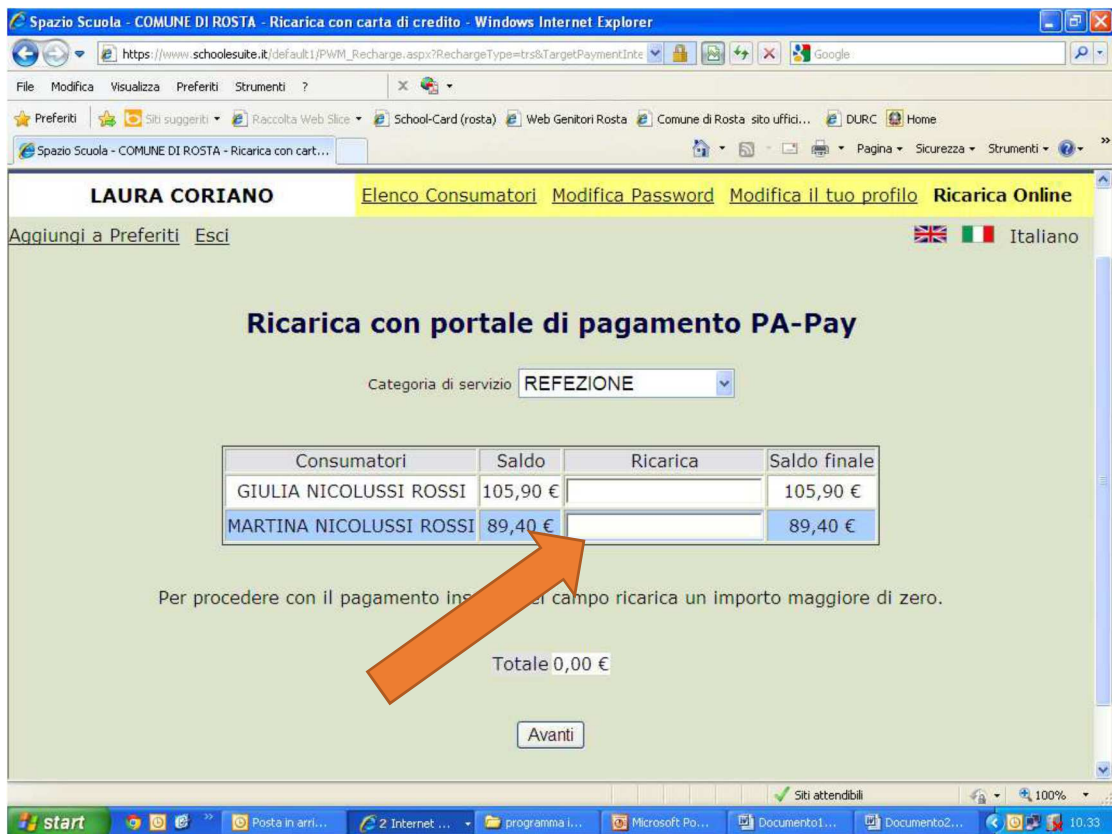 Spazio Scuola - COMUNE DI ROSTA - Ricarica con carta di credito - Windows Internet Explorer
https://www.schoolesuite.it/default1/PWM_Recharge.aspx?RechargeType=trs&TargetPaymentInte
Google
File Modifica Visualizza Preferiti Strumenti ?
Preferiti Siti suggeriti Raccolta Web Slice School-Card (rosta) Web Genitori Rosta Comune di Rosta sito uffici... DURC Home
Spazio Scuola - COMUNE DI ROSTA - Ricarica con cart... Pagina Sicurezza Strumenti
LAURA CORIANO Elenco Consumatori Modifica Password Modifica il tuo profilo Ricarica Online
Aggiungi a Preferiti Esci Italiano
Ricarica con portale di pagamento PA-Pay
Categoria di servizio REFEZIONE
Consumatori Saldo Ricarica Saldo finale
GIULIA NICOLUSSI ROSSI 105,90 € 105,90 €
MARTINA NICOLUSSI ROSSI 89,40 € 89,40 €
Per procedere con il pagamento campo ricarica un importo maggiore di zero.
Totale 0,00 €
Avanti
Siti attendibili 100%
start Posta in arri... 2 Internet ... programma i... Microsoft Po... Documento1... Documento2... 10.33